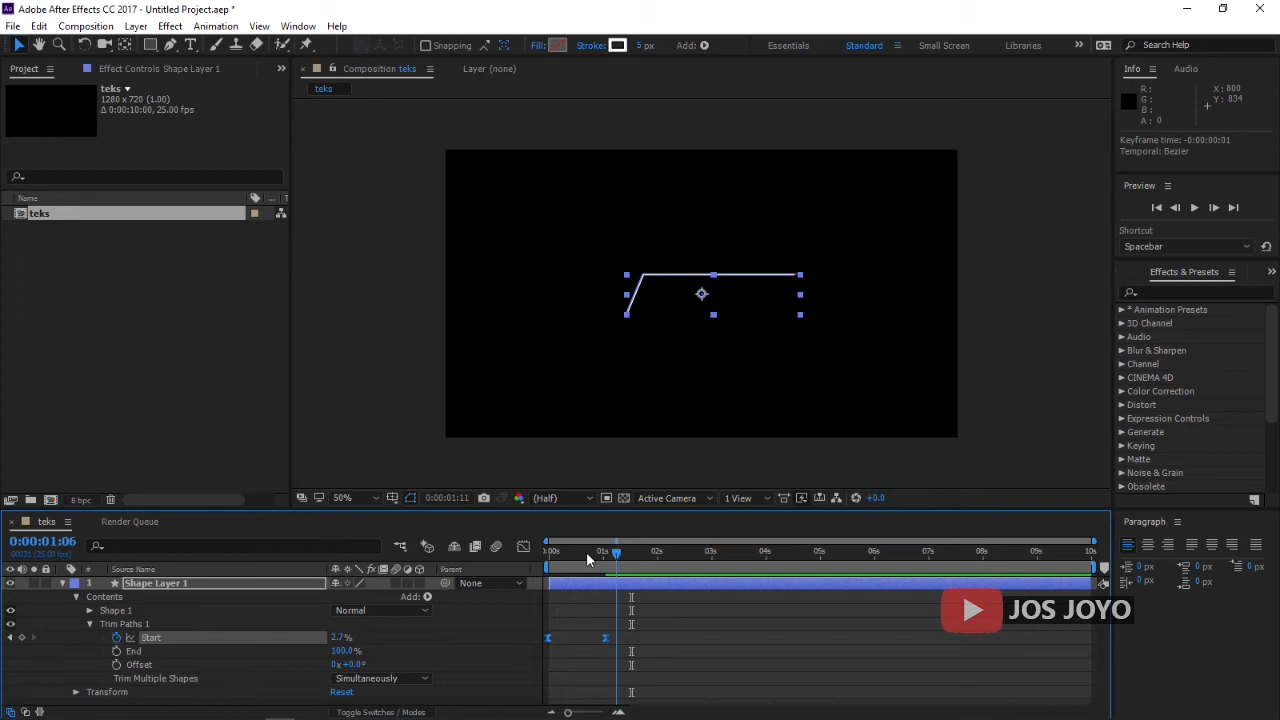 Adobe After Effects CC 2017 - Untitled Project.aep *
File Edit Composition Layer Effect Animation View Window Help
Snapping Fill: Stroke: 5 px Add: Essentials Standard Small Screen Libraries Search Help
Project Effect Controls Shape Layer 1 Composition teks Layer (none) Info Audio
teks
1280 x 720 (1.00)
Δ 0:00:10:00, 25.00 fps
teks
R :
G :
B :
A : 0
X : 800
Y : 834
Keyframe time: -0:00:00:01
Temporal: Bezier
Preview
Shortcut
Spacebar
Name
teks
Effects & Presets
* Animation Presets
3D Channel
Audio
Blur & Sharpen
Channel
CINEMA 4D
Color Correction
Distort
Expression Controls
Generate
Keying
Matte
Noise & Grain
Obsolete
8 bpc 50% 0:00:01:11 (Half) Active Camera 1 View +0.0
teks Render Queue Paragraph
0:00:01:06
00031 (25.00 fps)
:00s 01s 02s 03s 04s 05s 06s 07s 08s 09s 10s
# Source Name Parent
1 Shape Layer 1 None
Contents Add:
Shape 1 Normal
Trim Paths 1
Start 2.7%
End 100.0%
Offset 0x+0.0°
Trim Multiple Shapes Simultaneously
Transform Reset
Toggle Switches / Modes
0 px 0 px 0 px
0 px 0 px
JOS JOYO